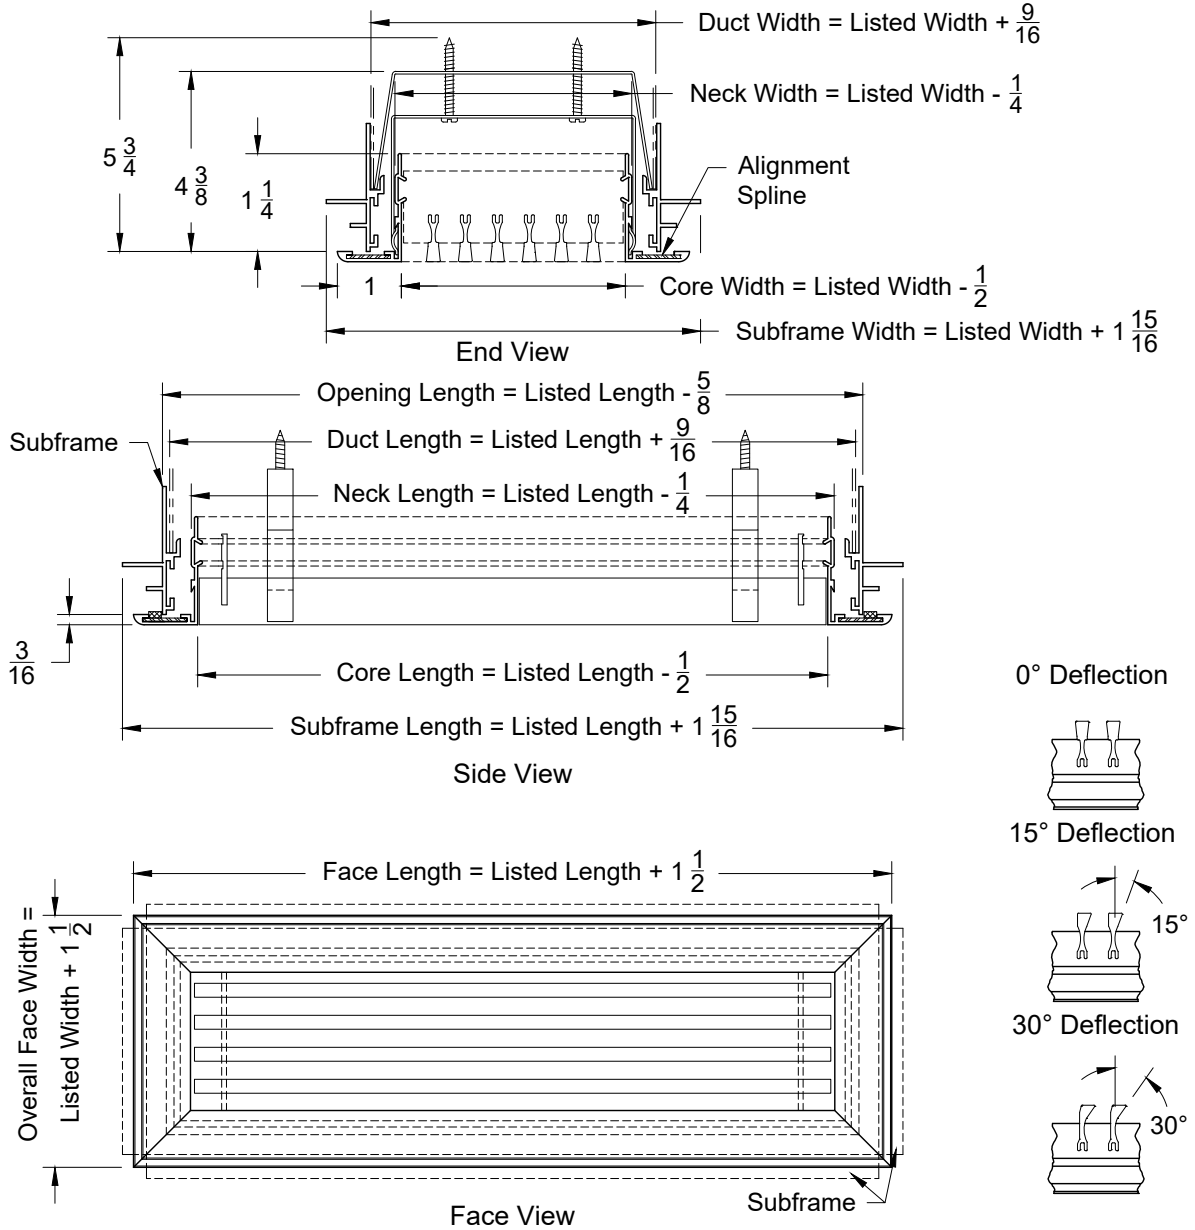 Duct Width = Listed Width + 9/16
Neck Width = Listed Width - 1/4
5 3/4
4 3/8
1 1/4
Alignment
Spline
1
Core Width = Listed Width - 1/2
Subframe Width = Listed Width + 1 15/16
End View
Opening Length = Listed Length - 5/8
Subframe
Duct Length = Listed Length + 9/16
Neck Length = Listed Length - 1/4
3/16
Core Length = Listed Length - 1/2
Subframe Length = Listed Length + 1 15/16
Side View
0° Deflection
15° Deflection
15°
30° Deflection
30°
Face Length = Listed Length + 1 1/2
Overall Face Width =
Listed Width + 1 1/2
Subframe
Face View